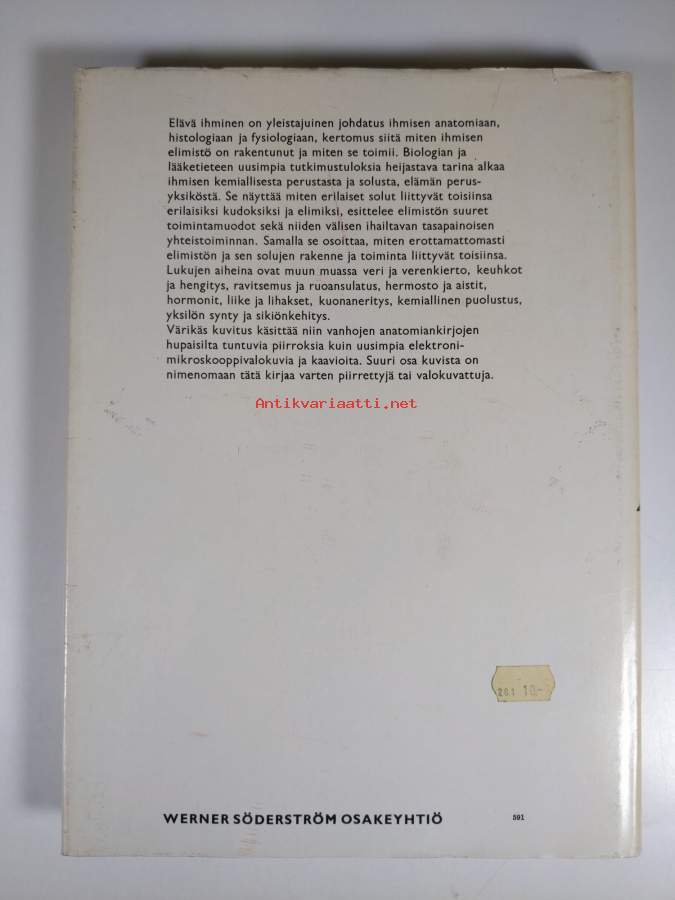 Elävä ihminen on yleistajuinen johdatus ihmisen anatomiaan,
histologiaan ja fysiologiaan, kertomus siitä miten ihmisen
elimistö on rakentunut ja miten se toimii. Biologian ja
lääketieteen uusimpia tutkimustuloksia heijastava tarina alkaa
ihmisen kemiallisesta perustasta ja solusta, elämän perus-
yksiköstä. Se näyttää miten erilaiset solut liittyvät toisiinsa
erilaisiksi kudoksiksi ja elimiksi, esittelee elimistön suuret
toimintamuodot sekä niiden välisen ihailtavan tasapainoisen
yhteistoiminnan. Samalla se osoittaa, miten erottamattomasti
elimistön ja sen solujen rakenne ja toiminta liittyvät toisiinsa.
Lukujen aiheina ovat muun muassa veri ja verenkierto, keuhkot
ja hengitys, ravitsemus ja ruoansulatus, hermosto ja aistit,
hormonit, liike ja lihakset, kuonaneritys, kemiallinen puolustus,
yksilön synty ja sikiönkehitys.
Värikäs kuvitus käsittää niin vanhojen anatomiankirjojen
hupaisilta tuntuvia piirroksia kuin uusimpia elektroni-
mikroskooppivalokuvia ja kaavioita. Suuri osa kuvista on
nimenomaan tätä kirjaa varten piirrettyjä tai valokuvattuja.
Antikvariaatti.net
281 10.-
WERNER SÖDERSTRÖM OSAKEYHTIÖ 591